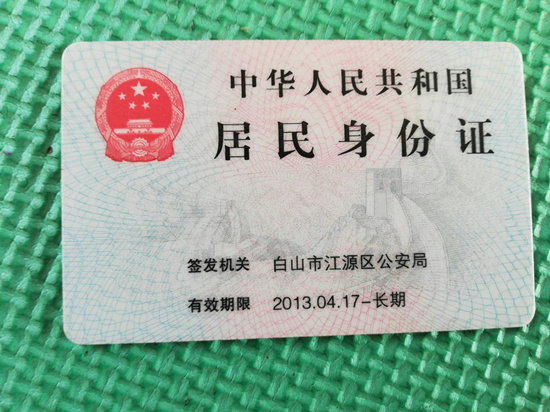 中华人民共和国
居民身份证
签发机关 白山市江源区公安局
有效期限 2013.04.17-长期